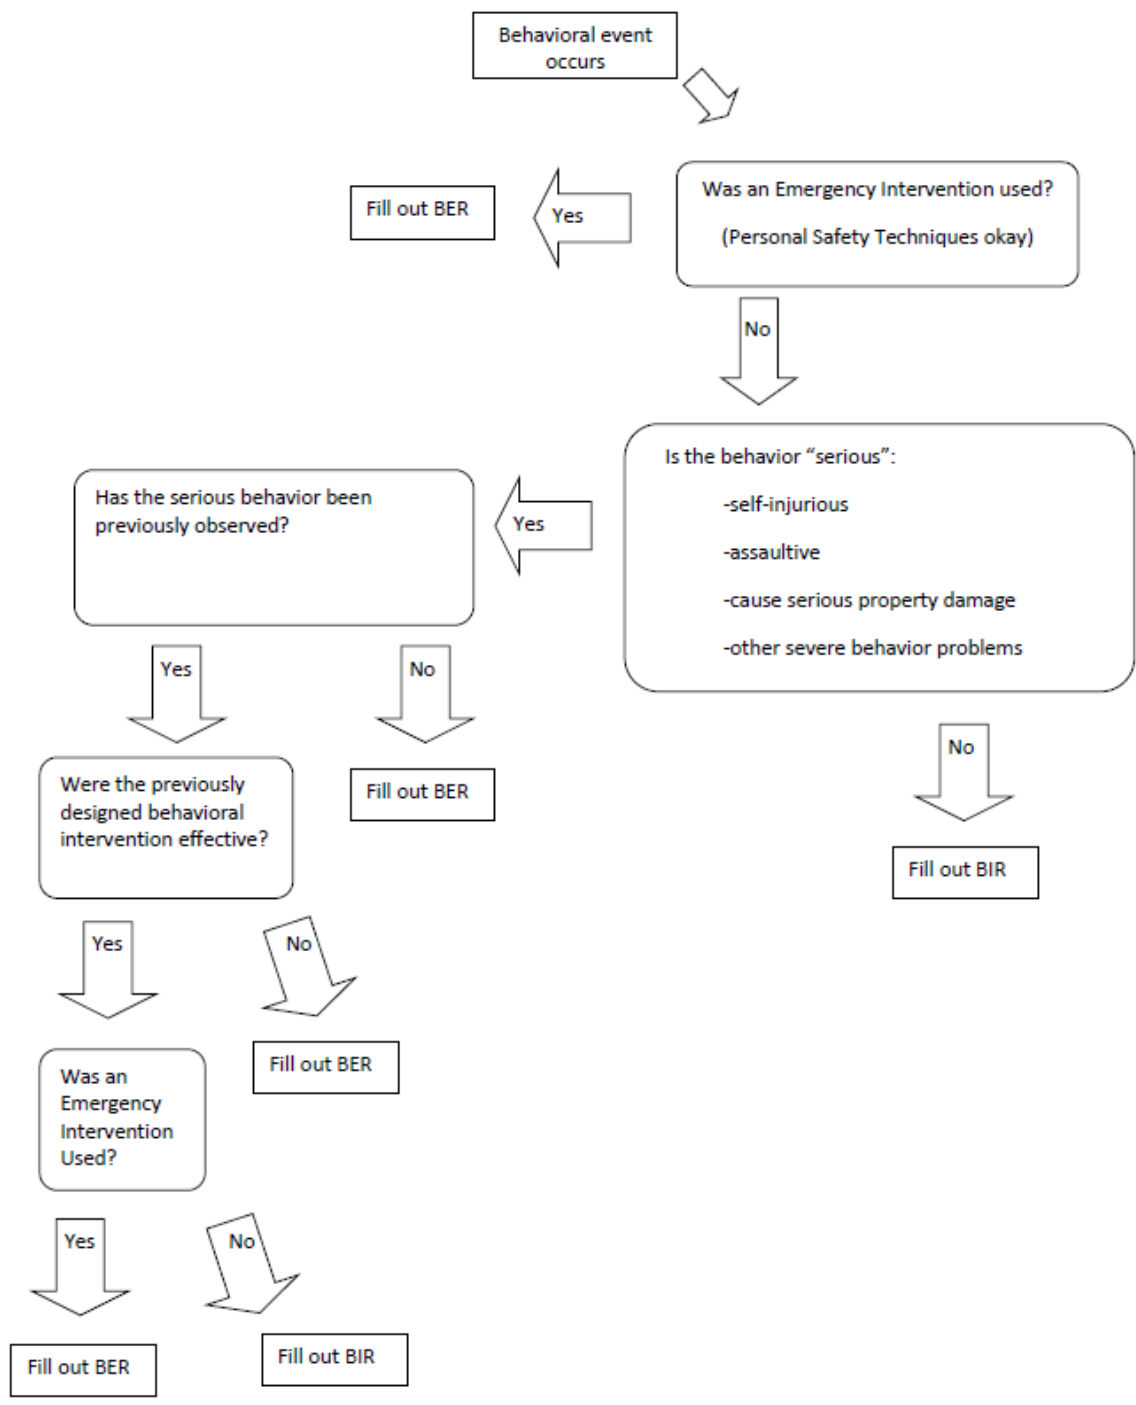 Behavioral event
occurs
Was an Emergency Intervention used?
(Personal Safety Techniques okay)
Yes
Fill out BER
No
Is the behavior “serious”:
-self-injurious
-assaultive
-cause serious property damage
-other severe behavior problems
Yes
Has the serious behavior been
previously observed?
Yes
No
No
Were the previously
designed behavioral
intervention effective?
Fill out BER
Fill out BIR
Yes
No
Was an
Emergency
Intervention
Used?
Fill out BER
Yes
No
Fill out BER
Fill out BIR